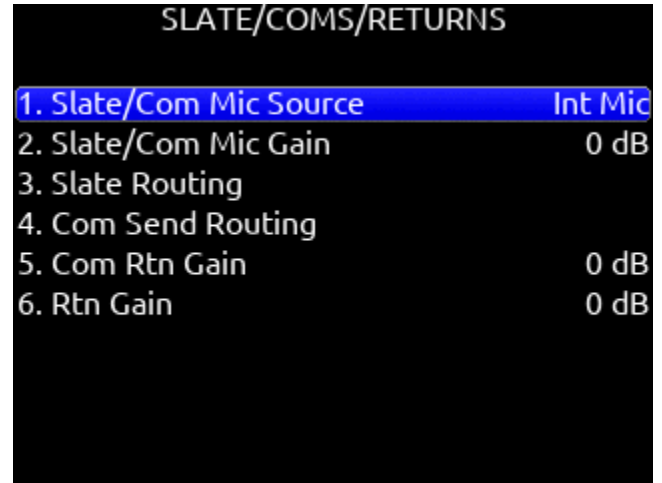 SLATE/COMS/RETURNS
1. Slate/Com Mic Source Int Mic
2. Slate/Com Mic Gain 0 dB
3. Slate Routing
4. Com Send Routing
5. Com Rtn Gain 0 dB
6. Rtn Gain 0 dB